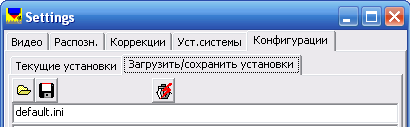 Settings
Видео Распозн. Коррекции Уст.системы Конфигурации
Текущие установки Загрузить/сохранить установки
default.ini